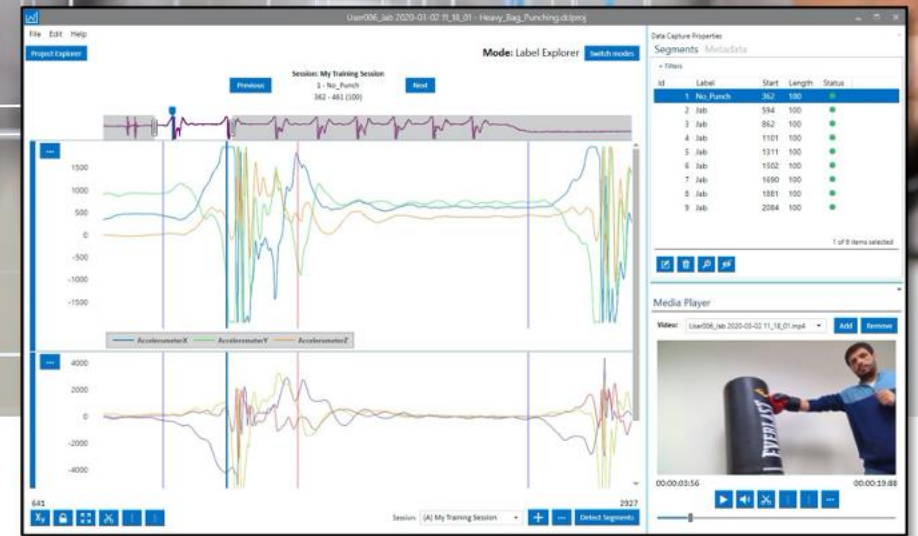 User006_Jab 2020-03-02 11_18_01 - Heavy_Bag_Punching.dciproj
File Edit Help
Project Explorer
Mode: Label Explorer
Switch modes
Session: My Training Session
Previous
1 - No_Punch
Next
362 - 461 (100)
1500
1000
500
0
-500
-1000
-1500
AccelerometerX AccelerometerY AccelerometerZ
4000
2000
0
-2000
-4000
641
2927
Session: (A) My Training Session
Detect Segments
Data Capture Properties
Segments Metadata
Filters
Id Label Start Length Status
1 No_Punch 362 100
2 Jab 594 100
3 Jab 862 100
4 Jab 1101 100
5 Jab 1311 100
6 Jab 1502 100
7 Jab 1690 100
8 Jab 1881 100
9 Jab 2084 100
1 of 9 items selected
Media Player
Video: User006_Jab 2020-03-02 11_18_01.mp4 Add Remove
EVERLAST
00:00:03:56
00:00:19.88